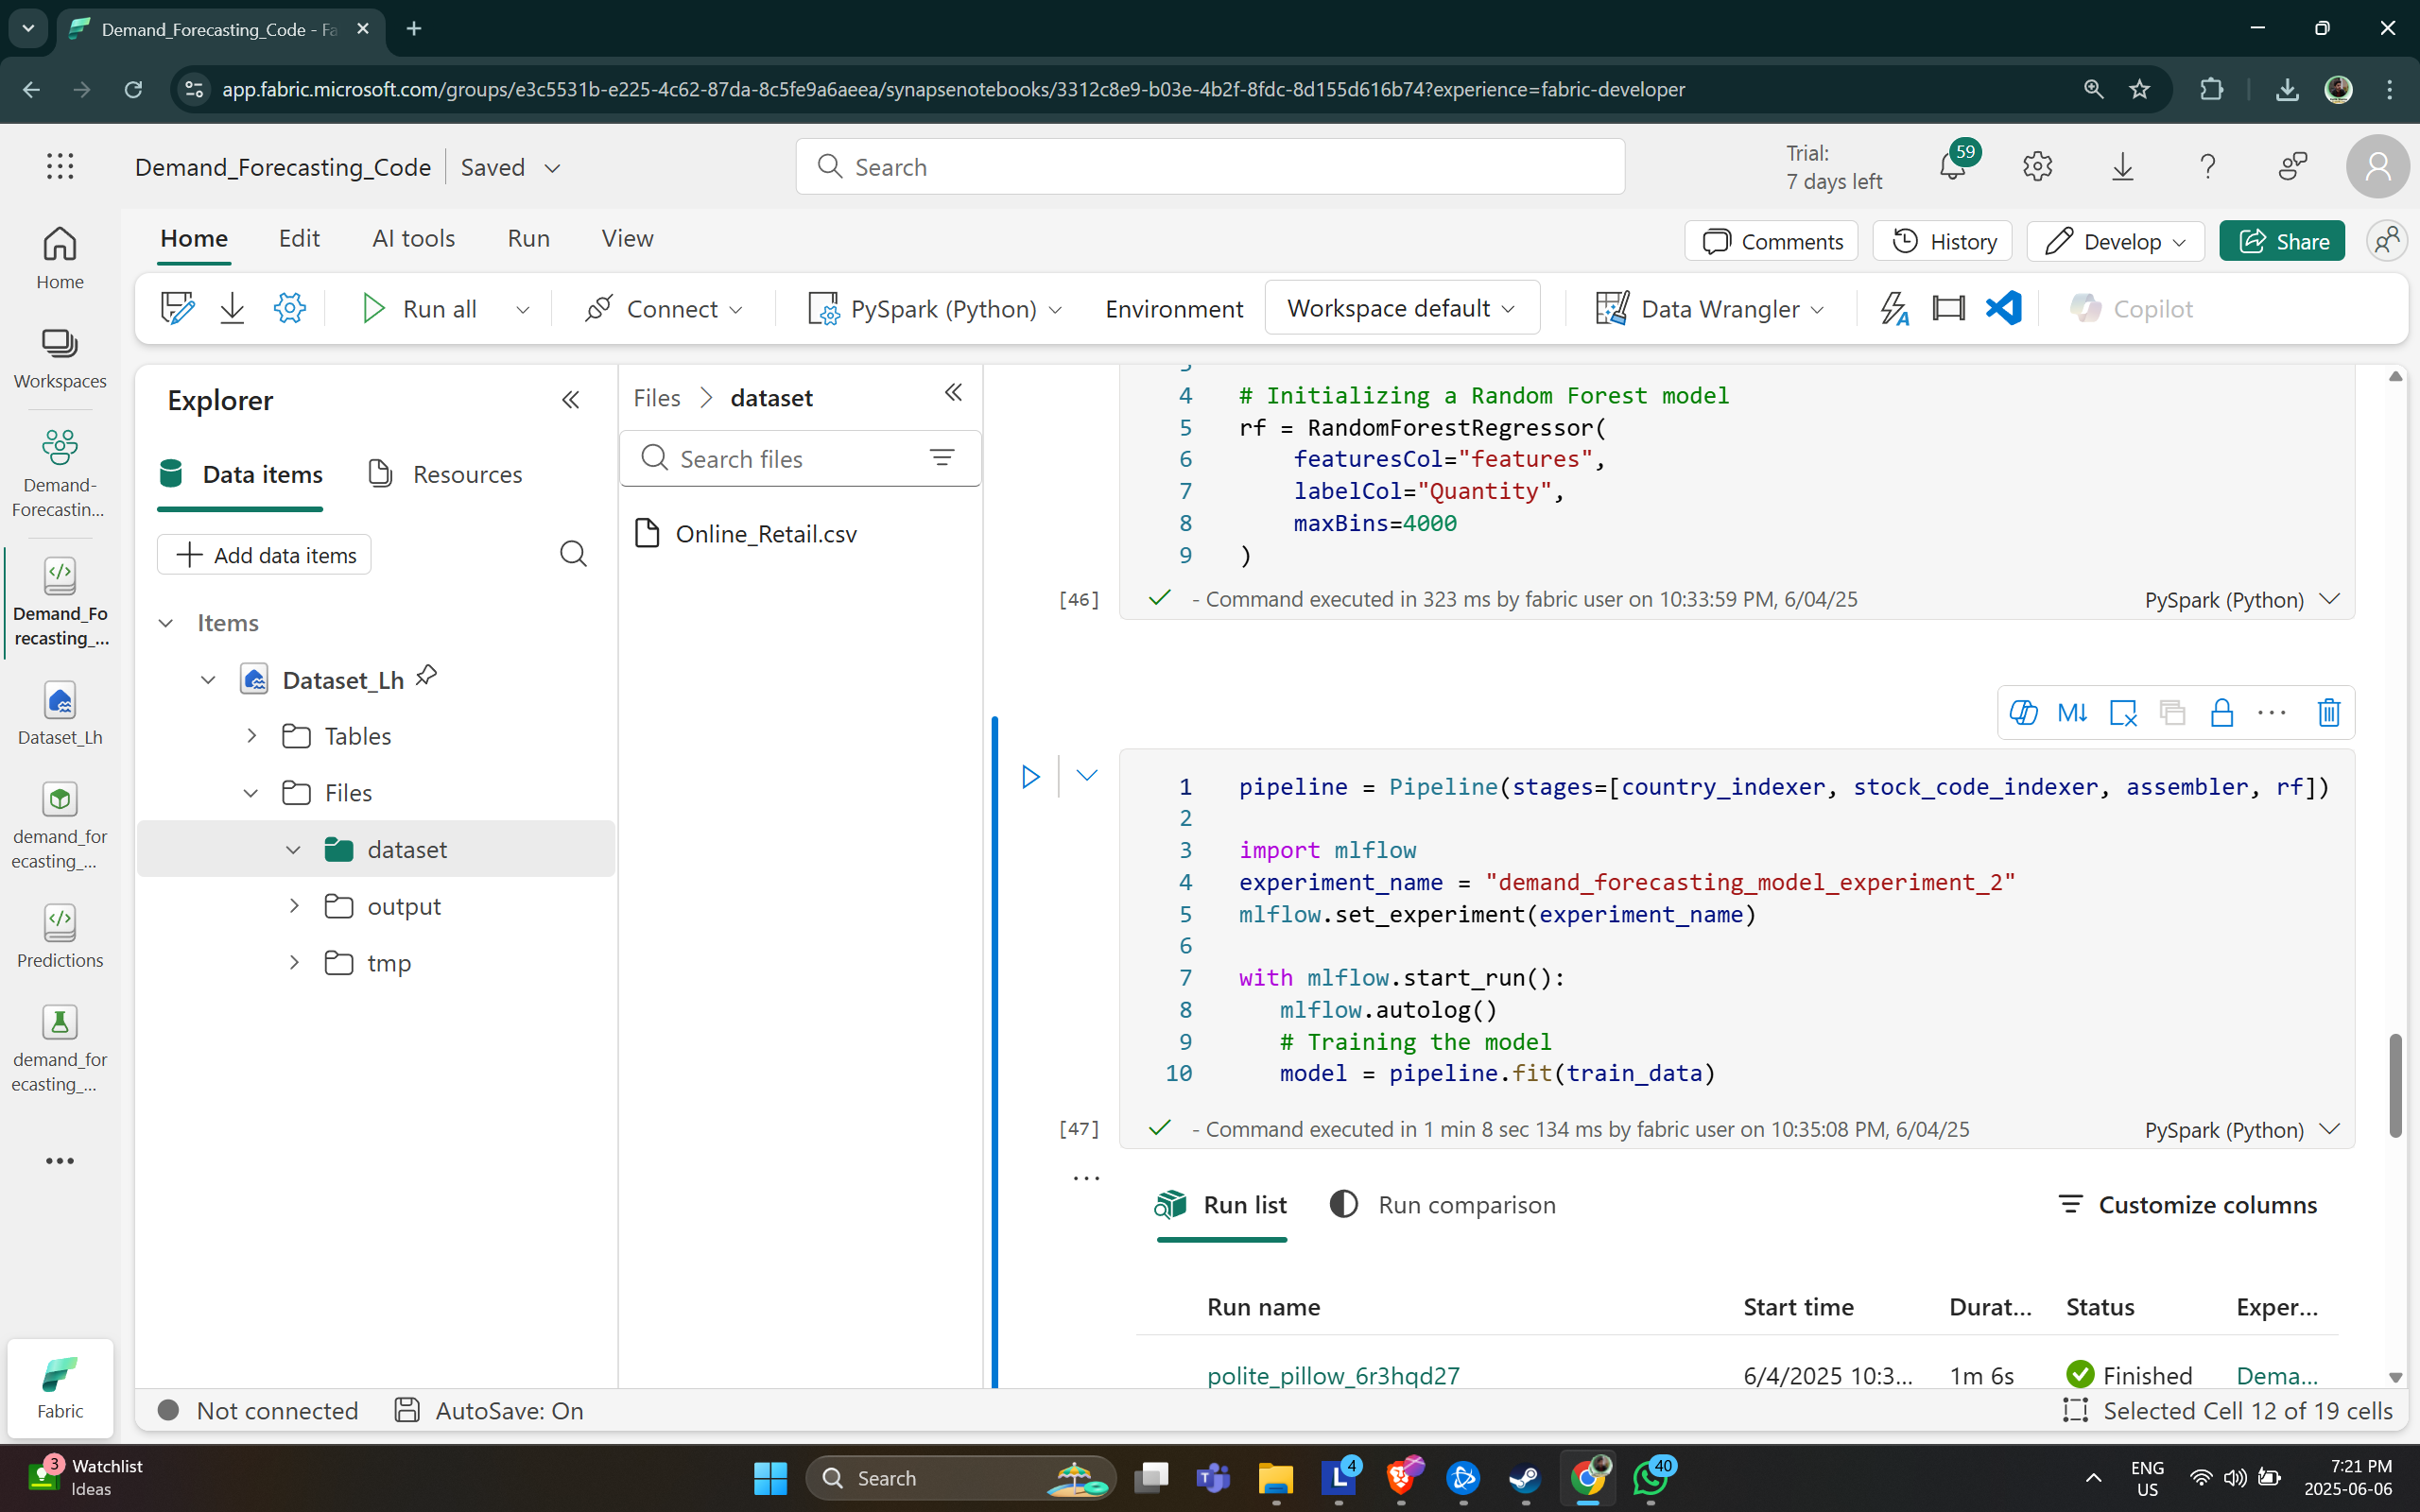 Demand_Forecasting_Code - Fa
app.fabric.microsoft.com/groups/e3c5531b-e225-4c62-87da-8c5fe9a6aeea/synapsenotebooks/3312c8e9-b03e-4b2f-8fdc-8d155d616b74?experience=fabric-developer
Demand_Forecasting_Code
Saved
Search
Trial:
7 days left
59
Home
Edit
AI tools
Run
View
Comments
History
Develop
Share
Run all
Connect
PySpark (Python)
Environment
Workspace default
Data Wrangler
Copilot
Home
Workspaces
Demand-
Forecastin...
Demand_Fo
recasting_...
Dataset_Lh
demand_for
ecasting_...
Predictions
demand_for
ecasting_...
Fabric
Explorer
Data items
Resources
Add data items
Items
Dataset_Lh
Tables
Files
dataset
output
tmp
Files > dataset
Search files
Online_Retail.csv
3
4 # Initializing a Random Forest model
5 rf = RandomForestRegressor(
6 featuresCol="features",
7 labelCol="Quantity",
8 maxBins=4000
9 )
[46]
- Command executed in 323 ms by fabric user on 10:33:59 PM, 6/04/25
PySpark (Python)
M↓
1 pipeline = Pipeline(stages=[country_indexer, stock_code_indexer, assembler, rf])
2
3 import mlflow
4 experiment_name = "demand_forecasting_model_experiment_2"
5 mlflow.set_experiment(experiment_name)
6
7 with mlflow.start_run():
8 mlflow.autolog()
9 # Training the model
10 model = pipeline.fit(train_data)
[47]
- Command executed in 1 min 8 sec 134 ms by fabric user on 10:35:08 PM, 6/04/25
PySpark (Python)
Run list
Run comparison
Customize columns
Run name
Start time
Durat...
Status
Exper...
polite_pillow_6r3hqd27
6/4/2025 10:3...
1m 6s
Finished
Dema...
Not connected
AutoSave: On
Selected Cell 12 of 19 cells
3
Watchlist
Ideas
Search
4
40
ENG
US
7:21 PM
2025-06-06